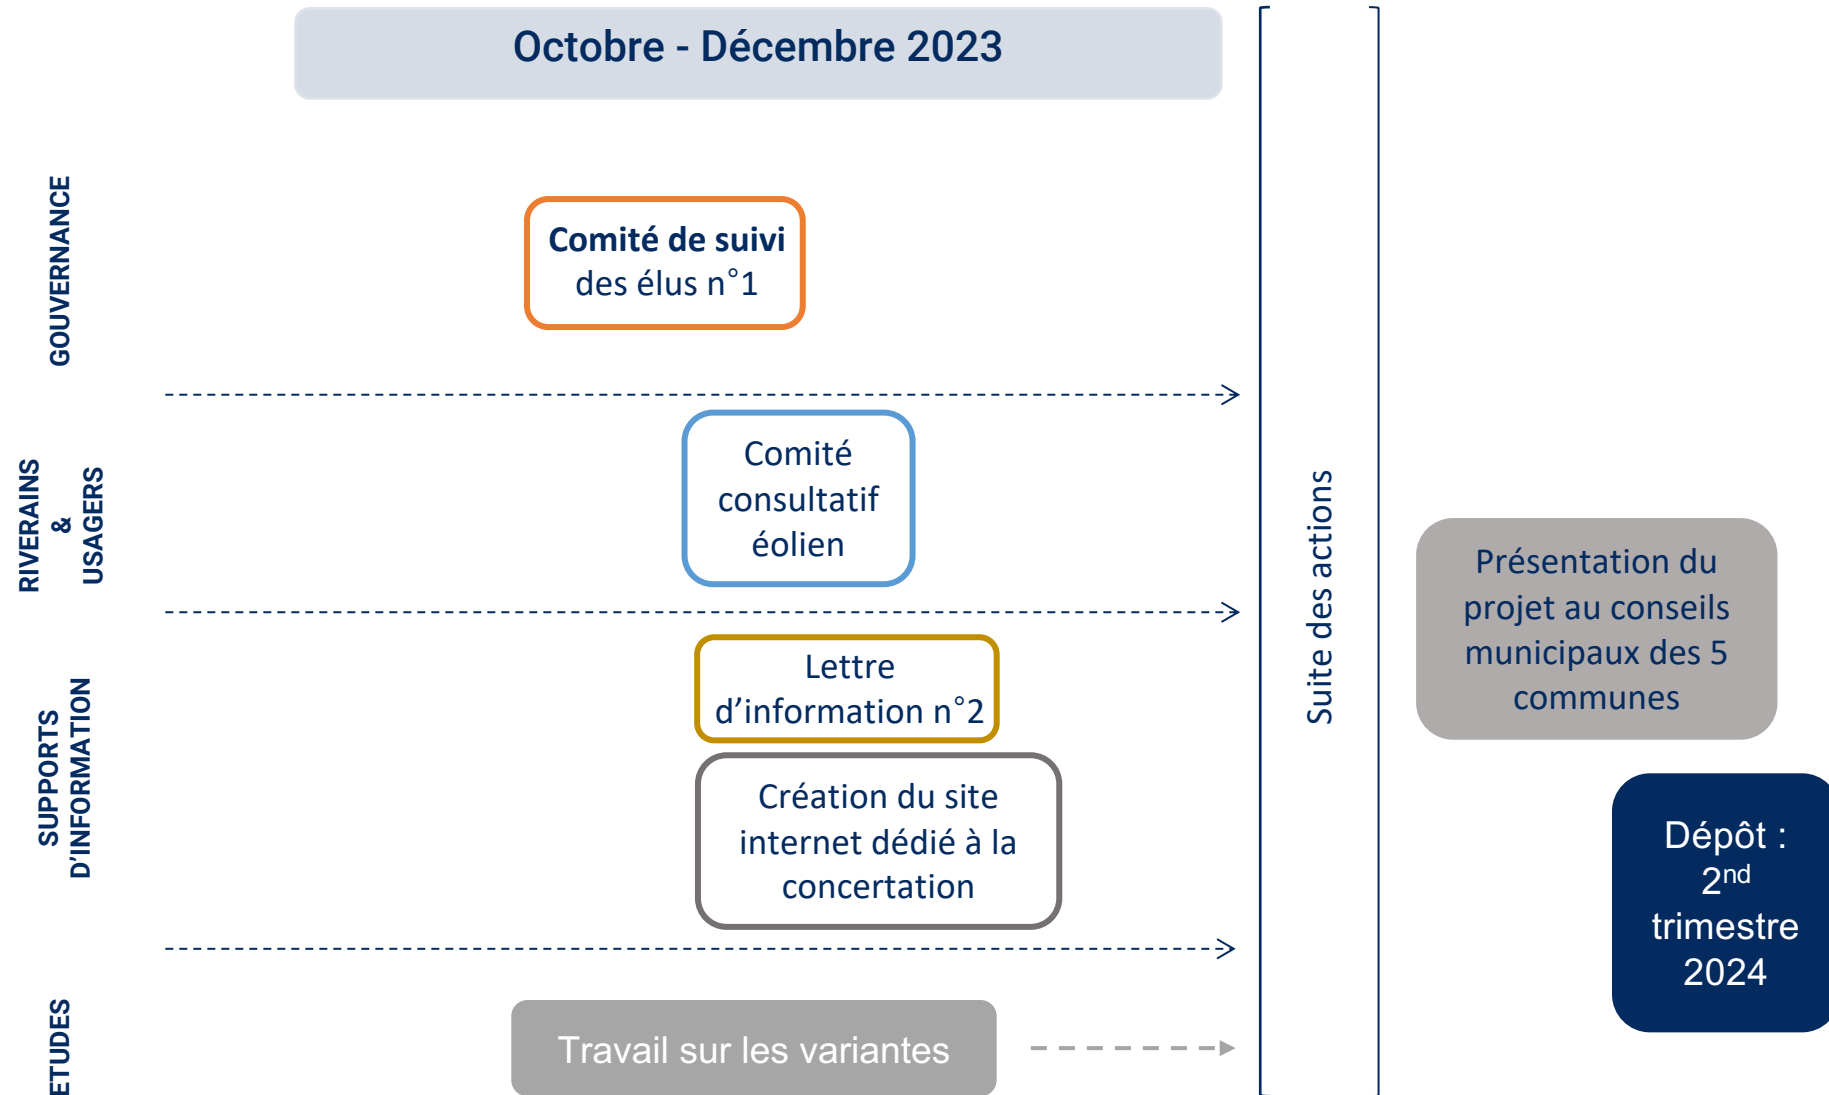 Octobre - Décembre 2023
GOUVERNANCE
Comité de suivi
des élus n°1
RIVERAINS
&
USAGERS
Comité
consultatif
éolien
SUPPORTS
D'INFORMATION
Lettre
d’information n°2
Création du site
internet dédié à la
concertation
ETUDES
Travail sur les variantes
Suite des actions
Présentation du
projet au conseils
municipaux des 5
communes
Dépôt :
2nd
trimestre
2024